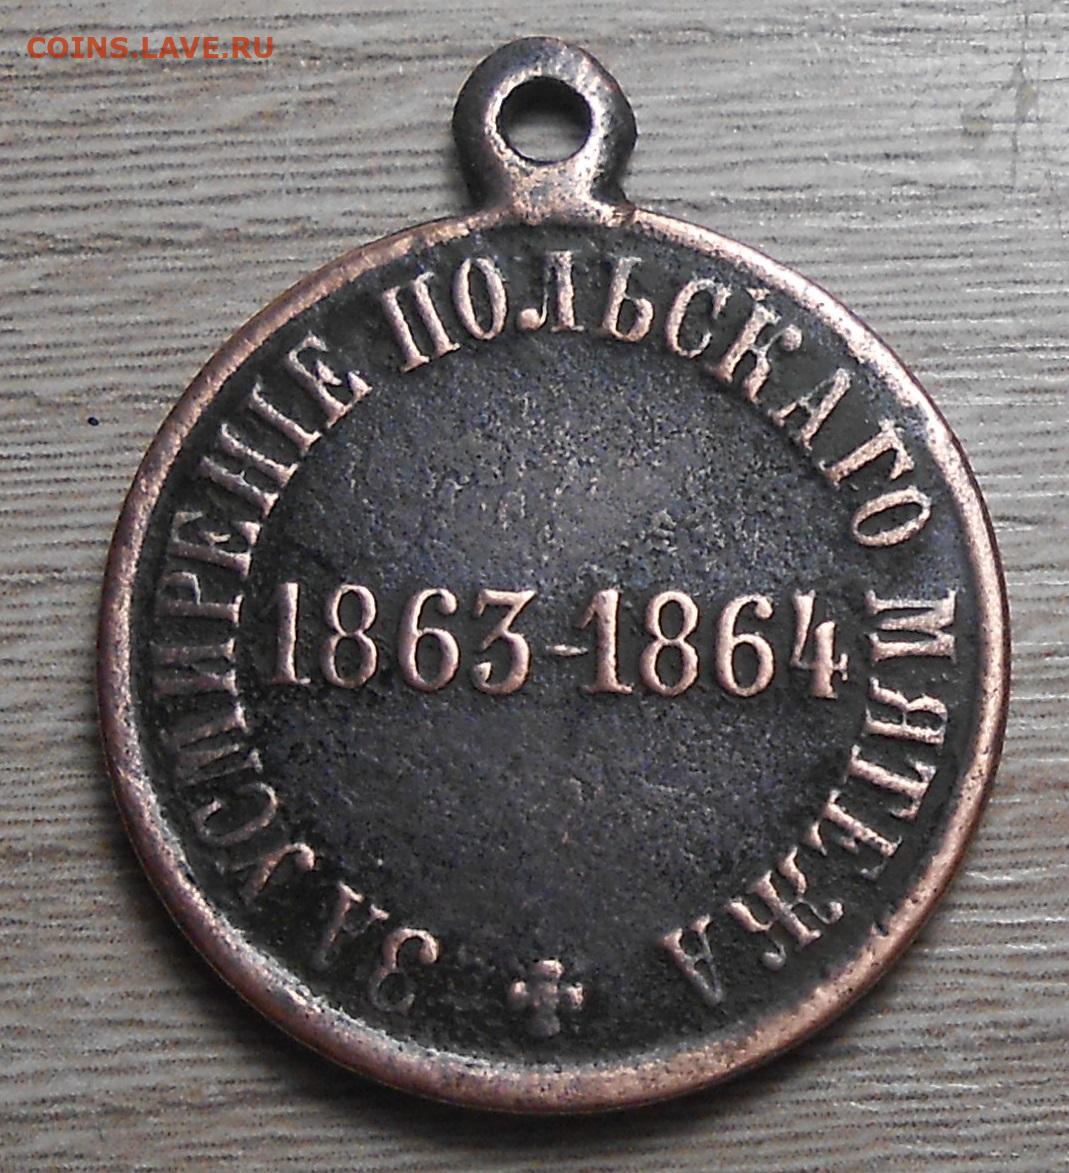 COINS.LAVE.RU
ЗА УСМИРЕНІЕ ПОЛЬСКАГО МЯТЕЖА
1863-1864